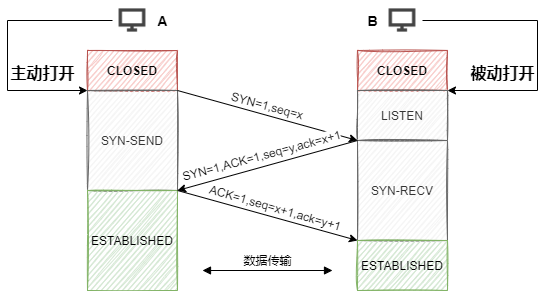 A
B
主动打开
CLOSED
CLOSED
被动打开
SYN=1,seq=x
LISTEN
SYN-SEND
SYN=1,ACK=1,seq=y,ack=x+1
SYN-RECV
ACK=1,seq=x+1,ack=y+1
ESTABLISHED
数据传输
ESTABLISHED